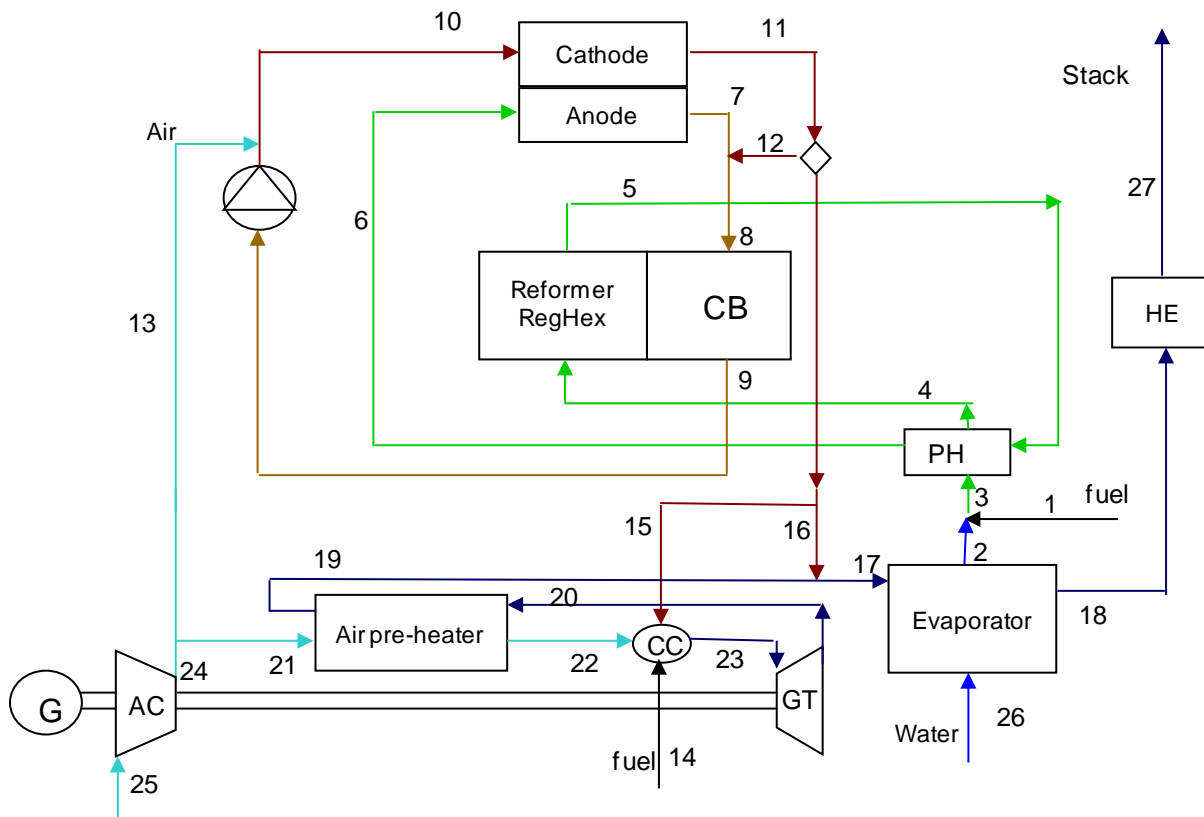 10
11
Cathode
Stack
7
Anode
Air
12
5
27
6
8
Reformer
RegHex
CB
HE
13
9
4
PH
3
1
fuel
15
16
2
19
17
20
Evaporator
18
Air pre-heater
CC
24
21
22
23
G
AC
GT
26
Water
fuel
14
25